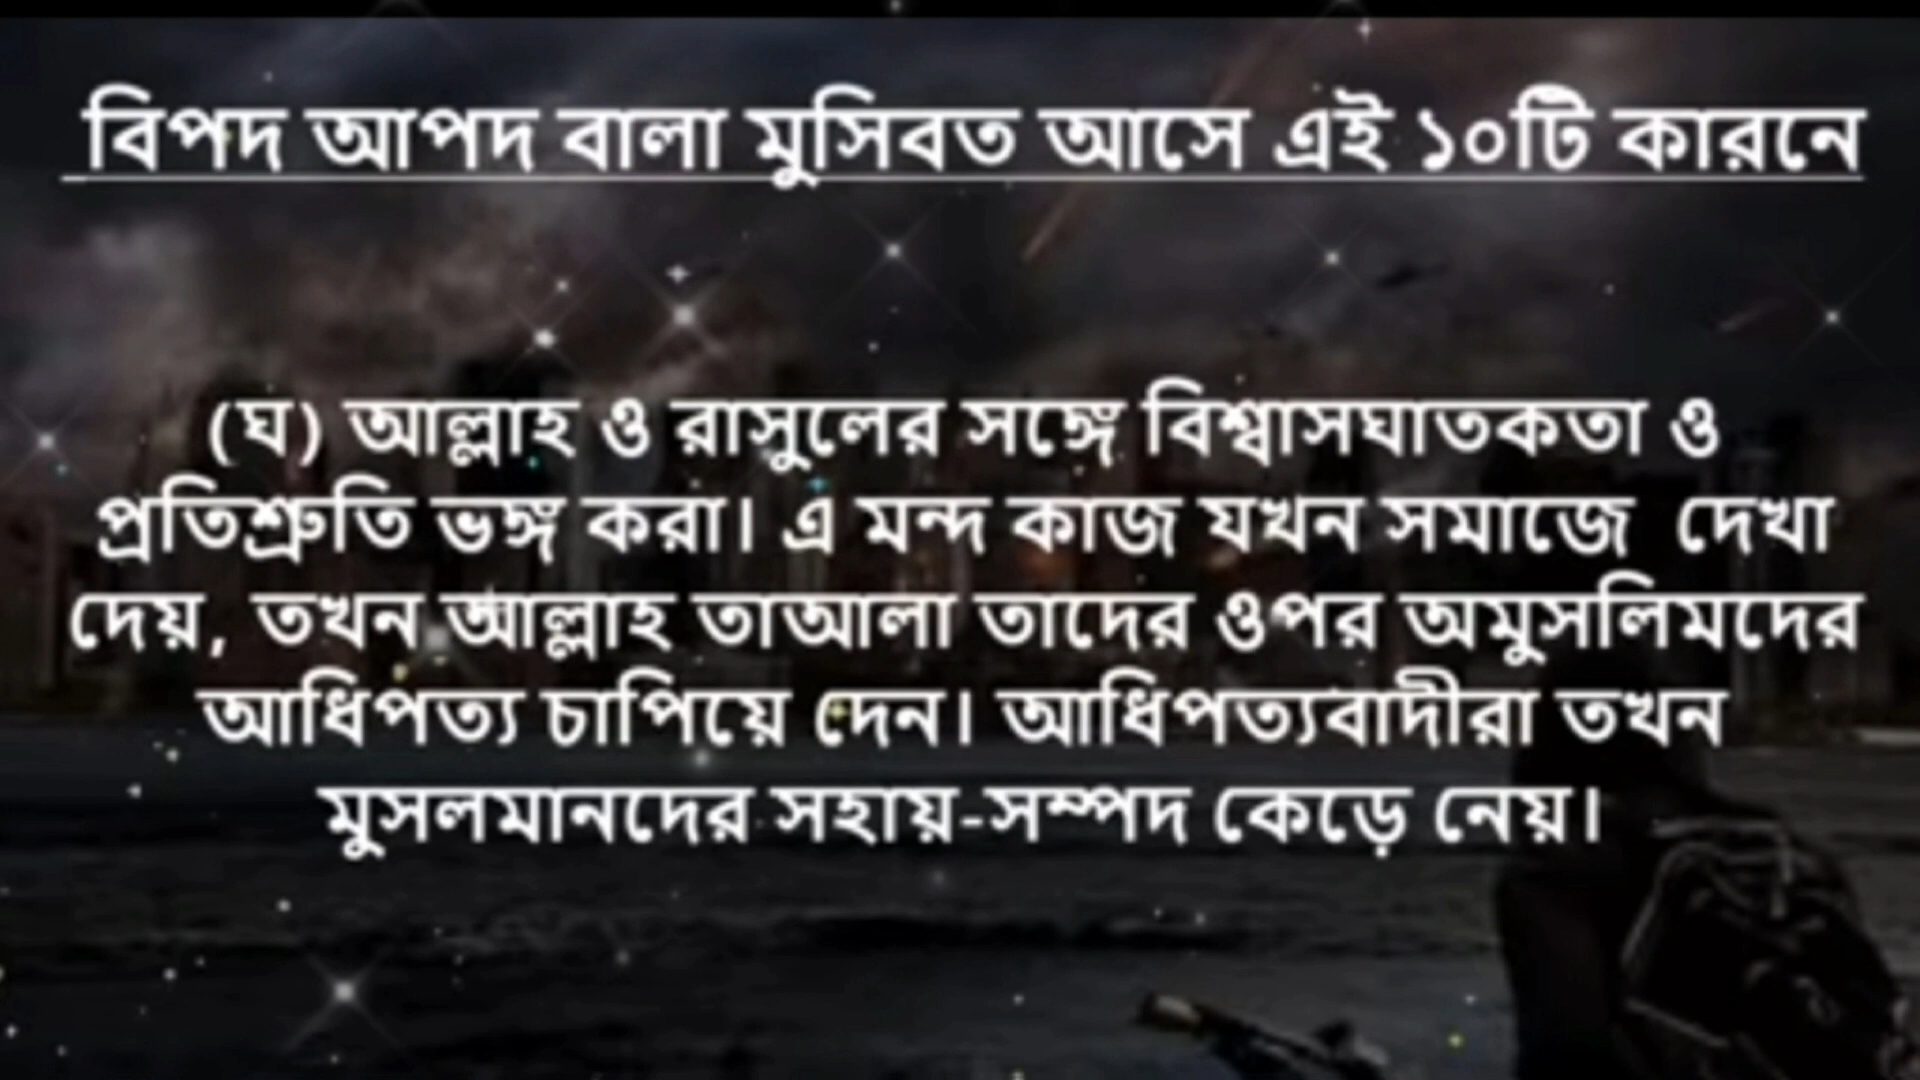 বিপদ আপদ বালা মুসিবত আসে এই ১০টি কারনে
(ঘ) আল্লাহ ও রাসুলের সঙ্গে বিশ্বাসঘাতকতা ও
প্রতিশ্রুতি ভঙ্গ করা। এ মন্দ কাজ যখন সমাজে দেখা
দেয়, তখন আল্লাহ তাআলা তাদের ওপর অমুসলিমদের
আধিপত্য চাপিয়ে দেন। আধিপত্যবাদীরা তখন
মুসলমানদের সহায়-সম্পদ কেড়ে নেয়।